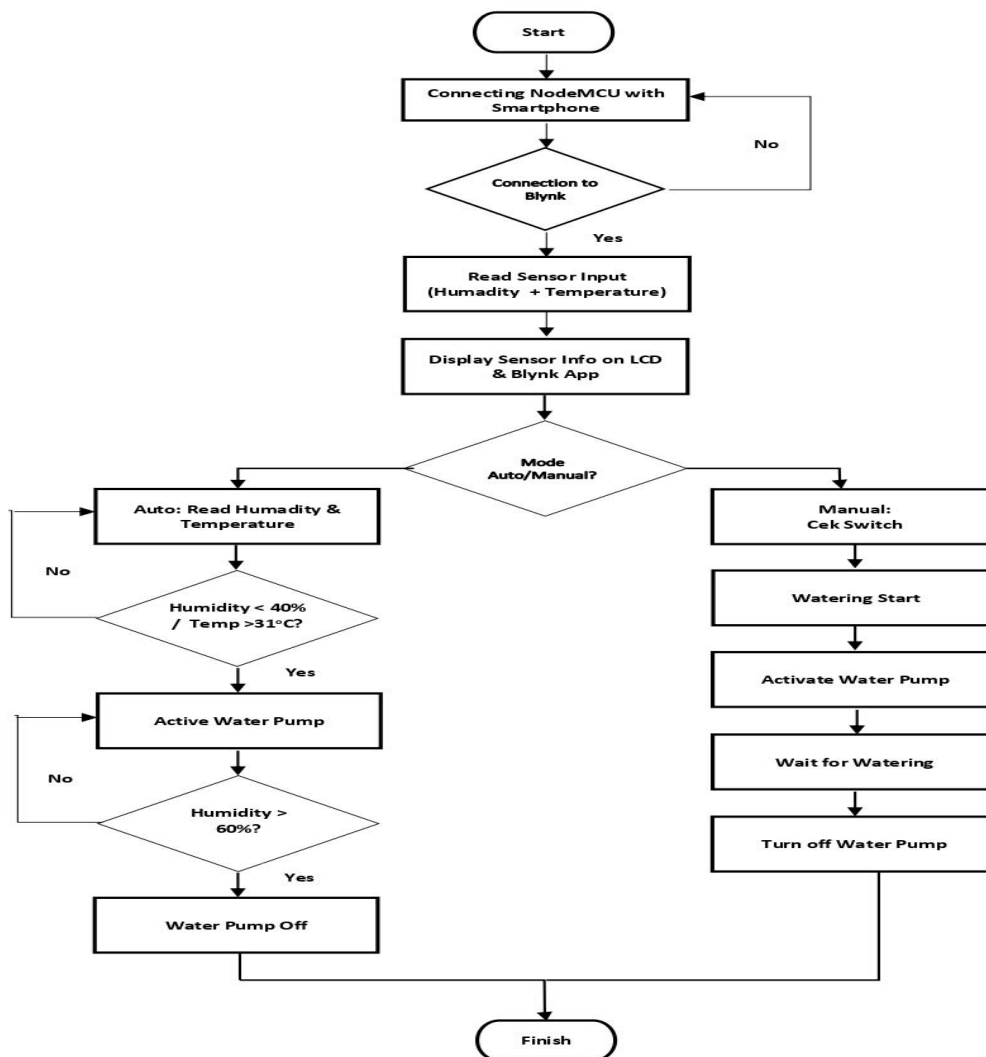 Start
Connecting NodeMCU with
Smartphone
No
Connection to
Blynk
Yes
Read Sensor Input
(Humadity + Temperature)
Display Sensor Info on LCD
& Blynk App
Mode
Auto/Manual?
Auto: Read Humadity &
Temperature
No
Humidity < 40%
/ Temp >31°C?
Yes
Active Water Pump
No
Humidity >
60%?
Yes
Water Pump Off
Manual:
Cek Switch
Watering Start
Activate Water Pump
Wait for Watering
Turn off Water Pump
Finish